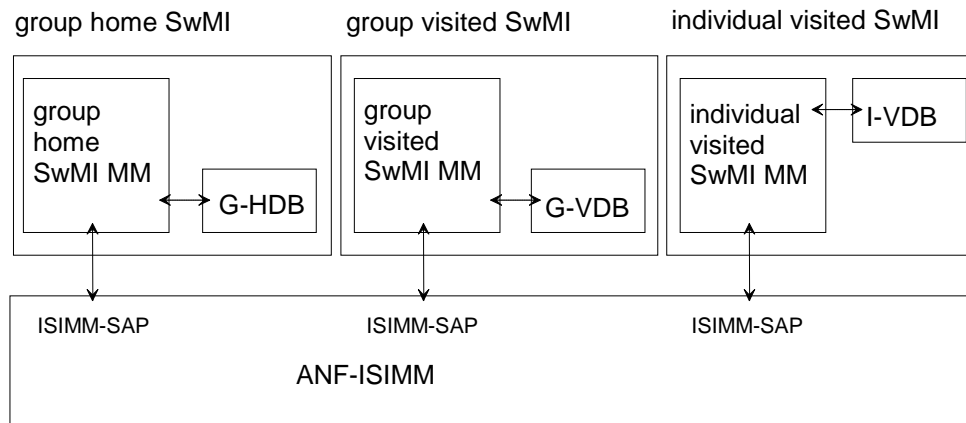 group home SwMI
group visited SwMI
individual visited SwMI
group
home
SwMI MM
G-HDB
group
visited
SwMI MM
G-VDB
individual
visited
SwMI MM
I-VDB
ISIMM-SAP
ISIMM-SAP
ISIMM-SAP
ANF-ISIMM